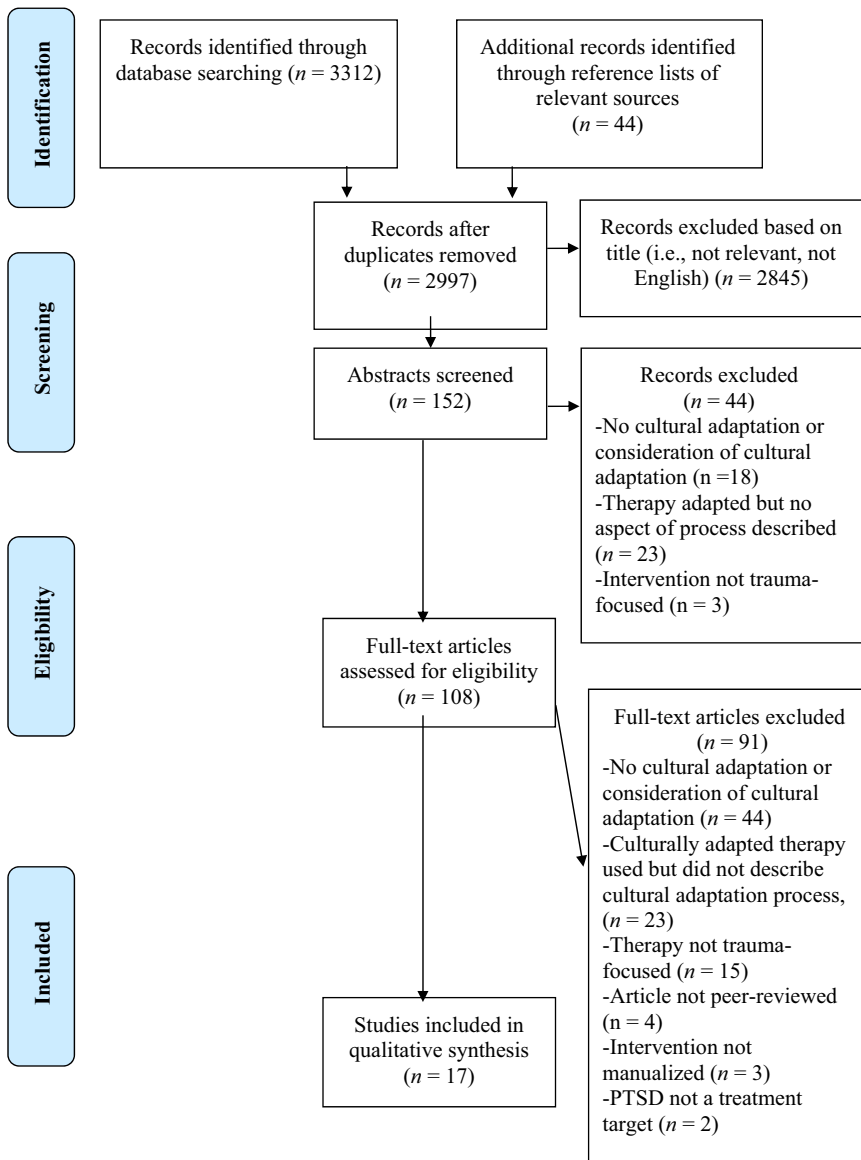 Identification
Records identified through
database searching (n = 3312)
Additional records identified
through reference lists of
relevant sources
(n = 44)
Records after
duplicates removed
(n = 2997)
Records excluded based on
title (i.e., not relevant, not
English) (n = 2845)
Screening
Abstracts screened
(n = 152)
Records excluded
(n = 44)
-No cultural adaptation or
consideration of cultural
adaptation (n =18)
-Therapy adapted but no
aspect of process described
(n = 23)
-Intervention not trauma-
focused (n = 3)
Eligibility
Full-text articles
assessed for eligibility
(n = 108)
Full-text articles excluded
(n = 91)
-No cultural adaptation or
consideration of cultural
adaptation (n = 44)
-Culturally adapted therapy
used but did not describe
cultural adaptation process,
(n = 23)
-Therapy not trauma-
focused (n = 15)
-Article not peer-reviewed
(n = 4)
-Intervention not
manualized (n = 3)
-PTSD not a treatment
target (n = 2)
Included
Studies included in
qualitative synthesis
(n = 17)